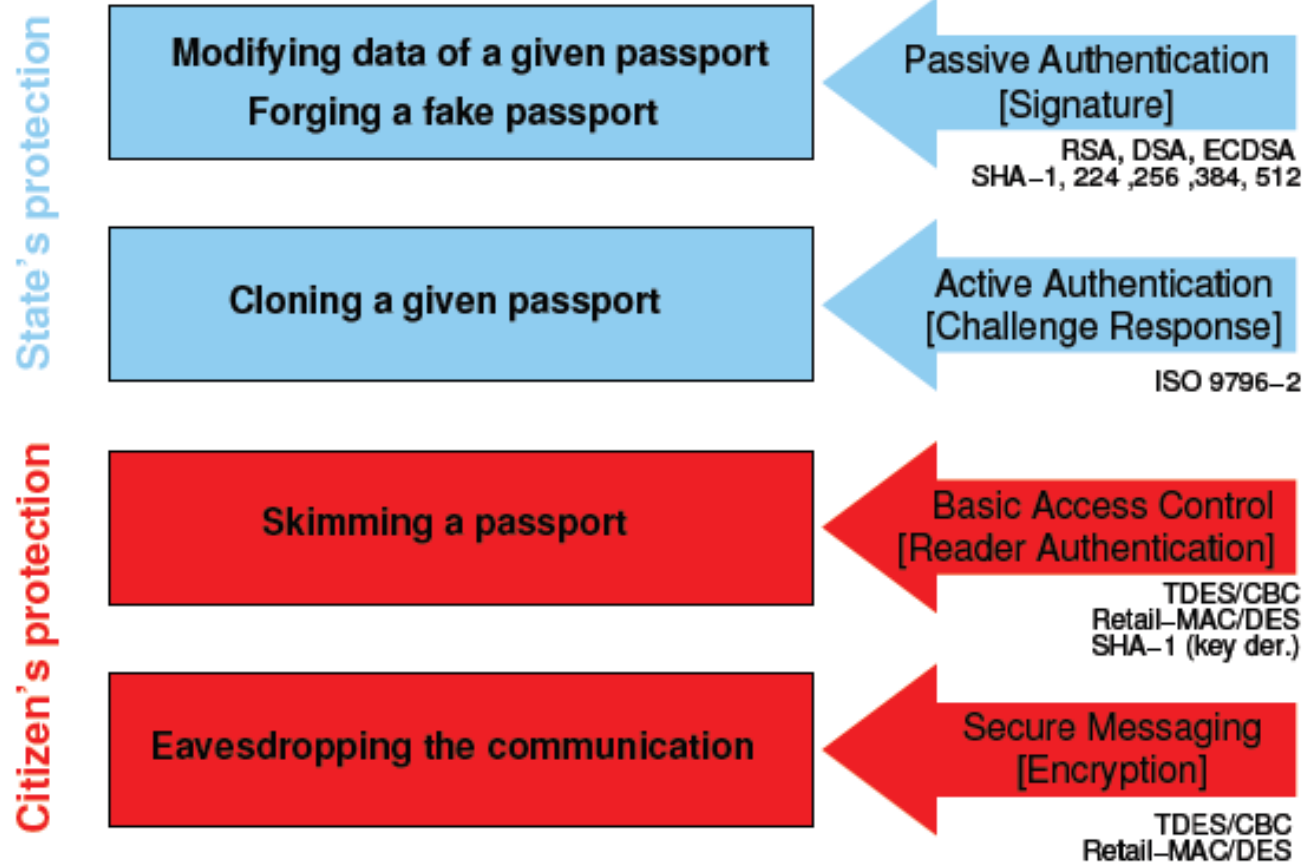 State's protection
Modifying data of a given passport
Forging a fake passport
Passive Authentication
[Signature]
RSA, DSA, ECDSA
SHA−1, 224 ,256 ,384, 512
Cloning a given passport
Active Authentication
[Challenge Response]
ISO 9796−2
Citizen's protection
Skimming a passport
Basic Access Control
[Reader Authentication]
TDES/CBC
Retail−MAC/DES
SHA−1 (key der.)
Eavesdropping the communication
Secure Messaging
[Encryption]
TDES/CBC
Retail−MAC/DES